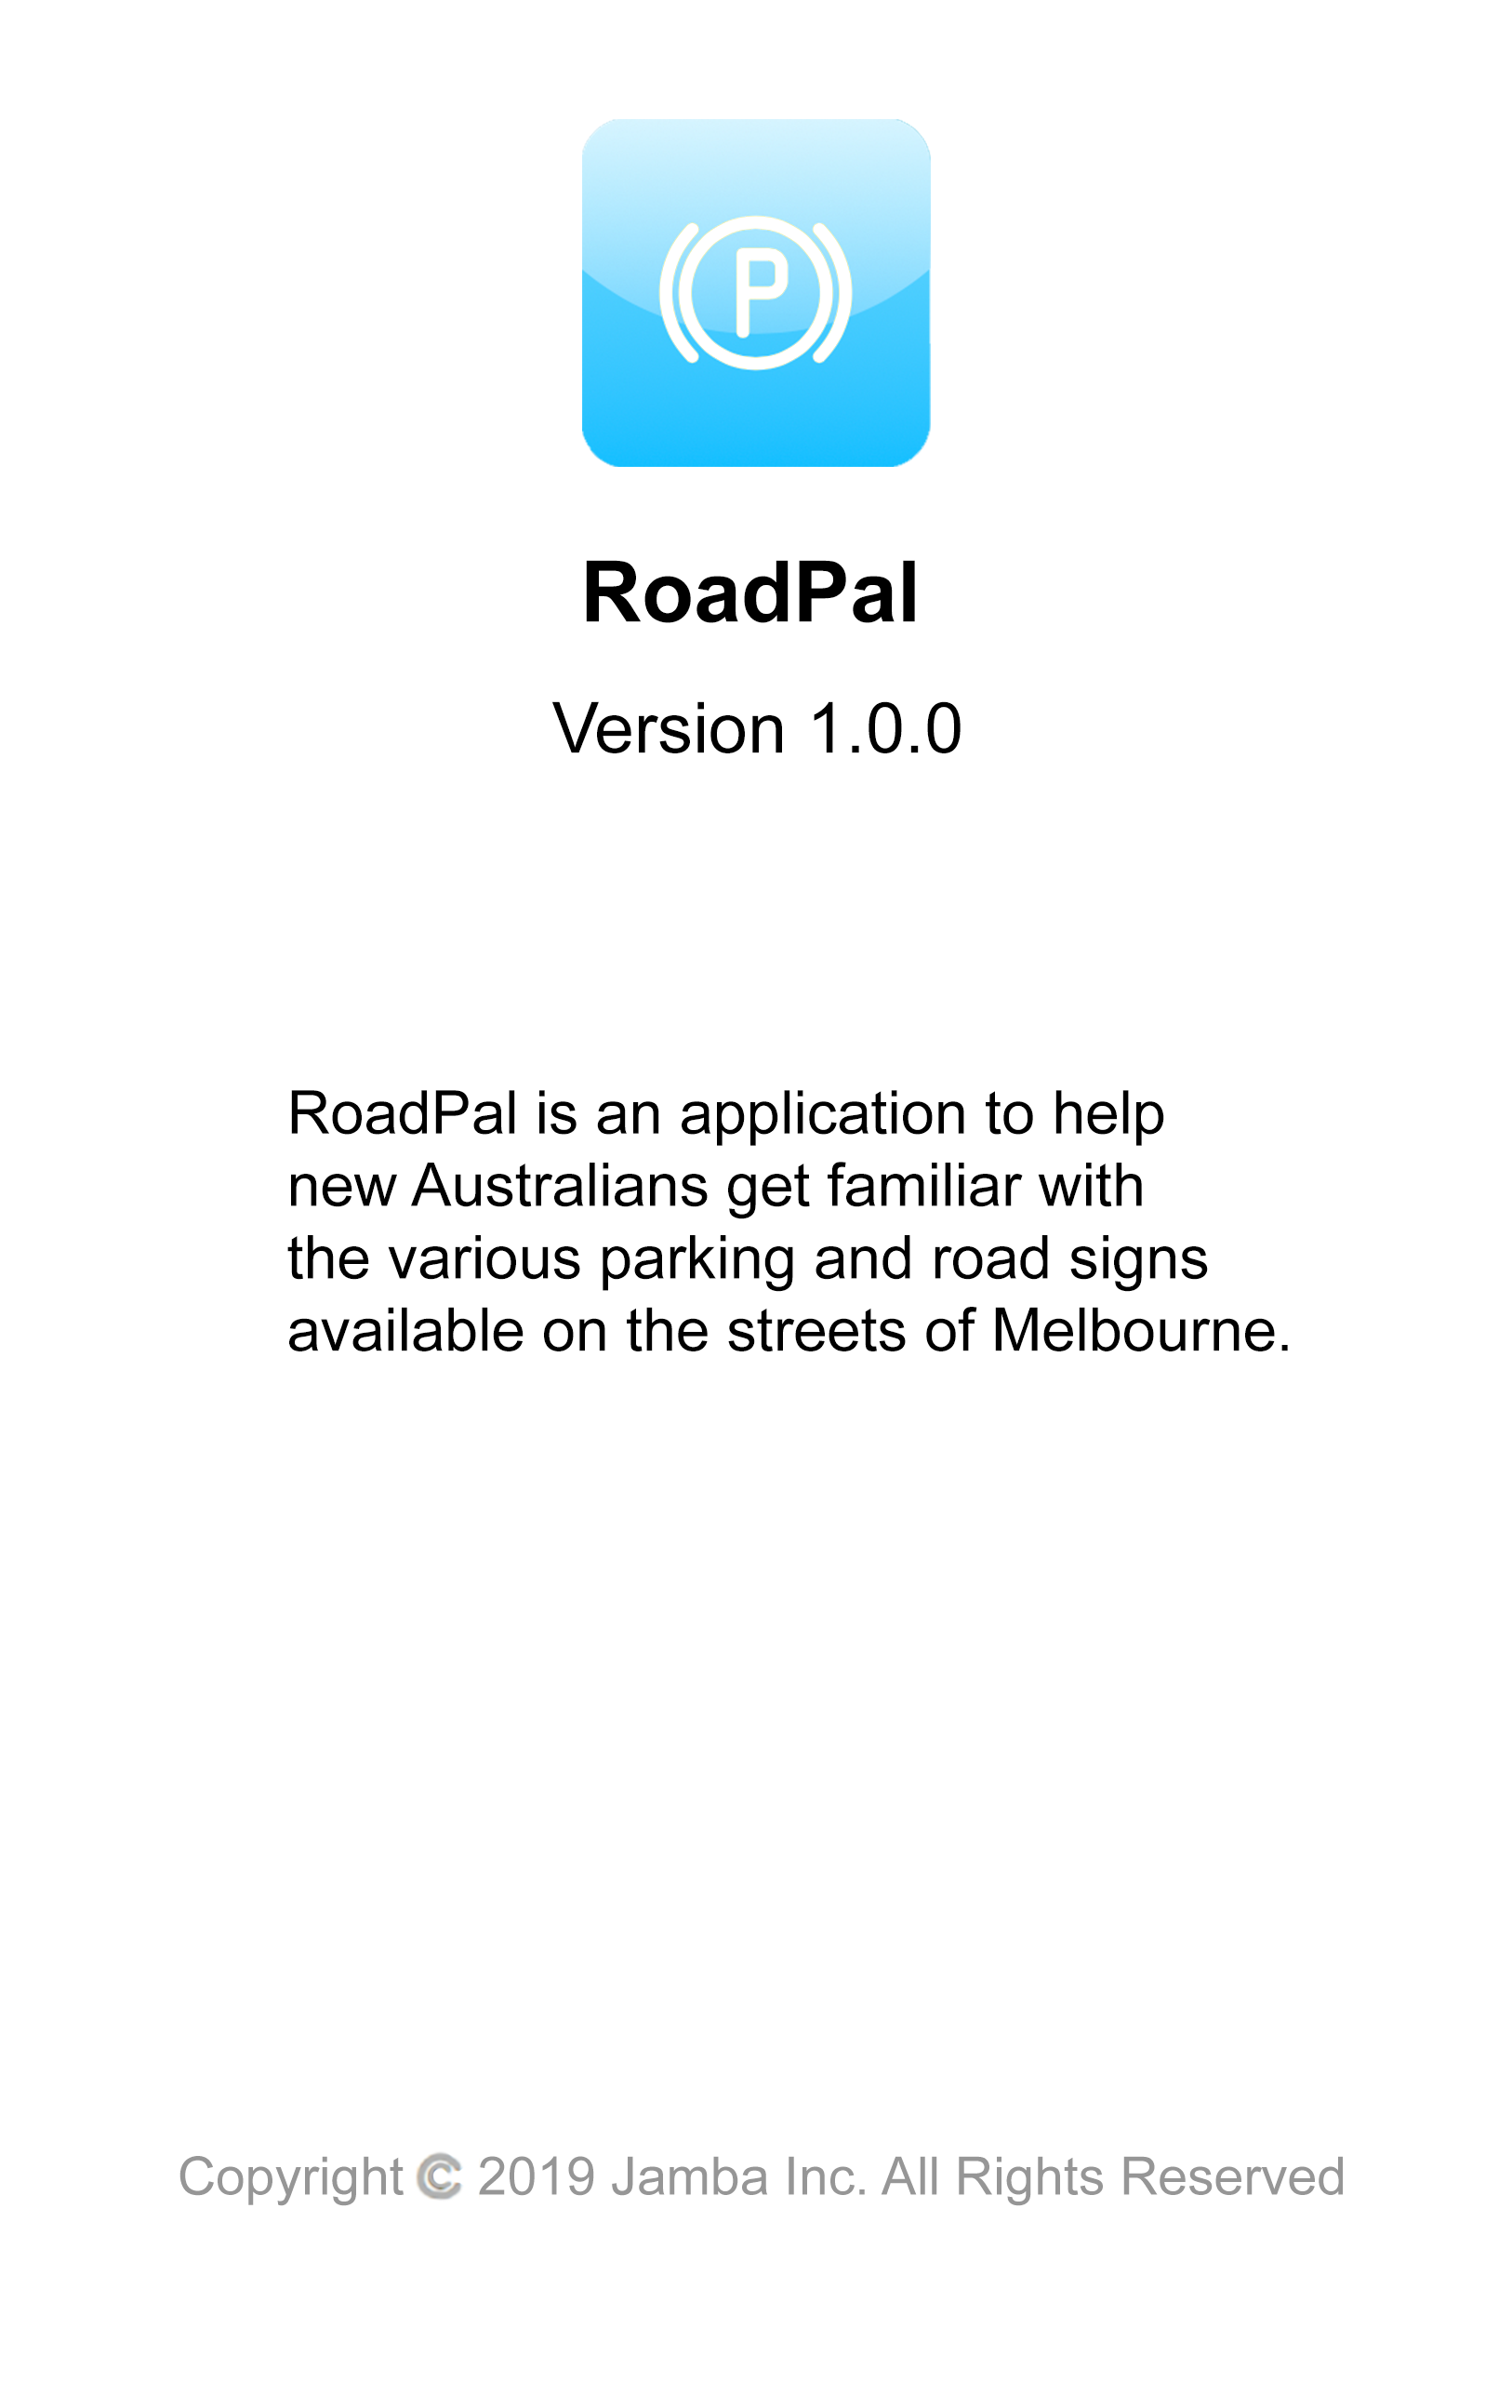 P
RoadPal
Version 1.0.0
RoadPal is an application to help
new Australians get familiar with
the various parking and road signs
available on the streets of Melbourne.
Copyright © 2019 Jamba Inc. All Rights Reserved